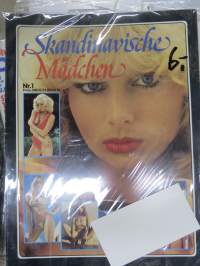 Skandinavische
Mädchen
6.-
Nr.1